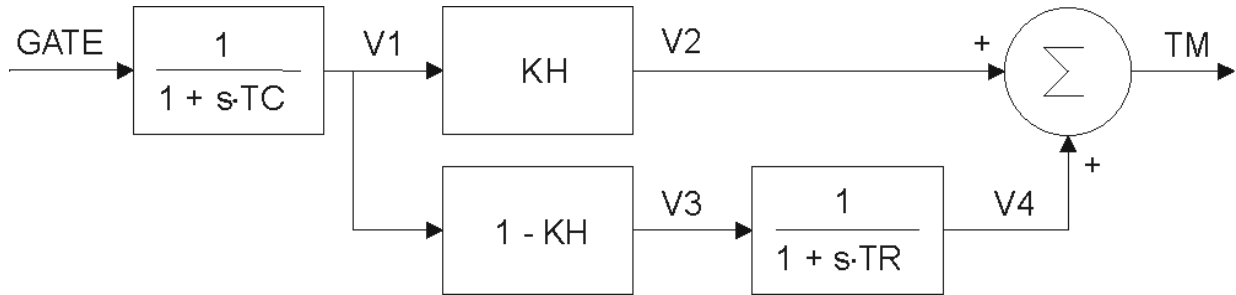 GATE
1
1 + s·TC
V1
KH
V2
+
Σ
TM
1 - KH
V3
1
1 + s·TR
V4
+